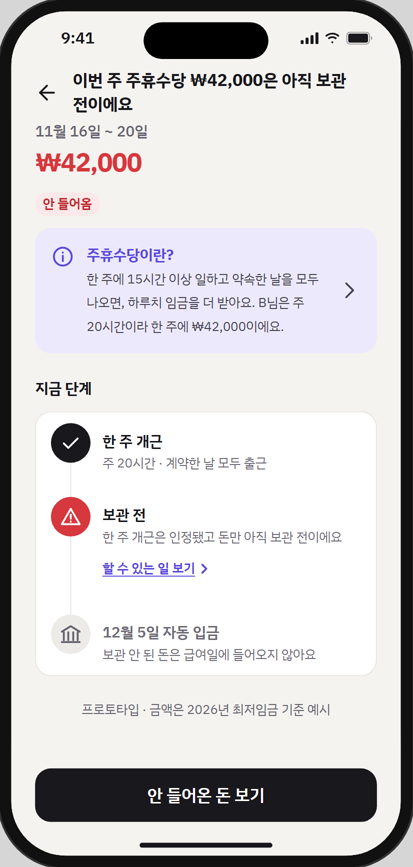 9:41
이번 주 주휴수당 ₩42,000은 아직 보관
전이에요
11월 16일 ~ 20일
₩42,000
안 들어옴
주휴수당이란?
한 주에 15시간 이상 일하고 약속한 날을 모두
나오면, 하루치 임금을 더 받아요. B님은 주
20시간이라 한 주에 ₩42,000이에요.
지금 단계
한 주 개근
주 20시간 · 계약한 날 모두 출근
보관 전
한 주 개근은 인정됐고 돈만 아직 보관 전이에요
할 수 있는 일 보기
12월 5일 자동 입금
보관 안 된 돈은 급여일에 들어오지 않아요
프로토타입 · 금액은 2026년 최저임금 기준 예시
안 들어온 돈 보기